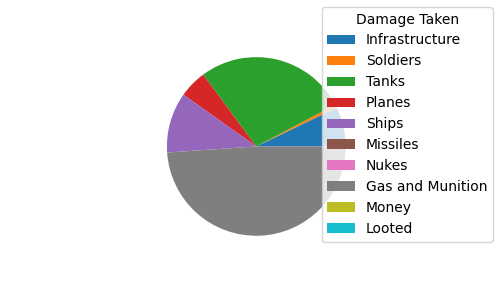 Damage Taken
Infrastructure
Soldiers
Tanks
Planes
Ships
Missiles
Nukes
Gas and Munition
Money
Looted